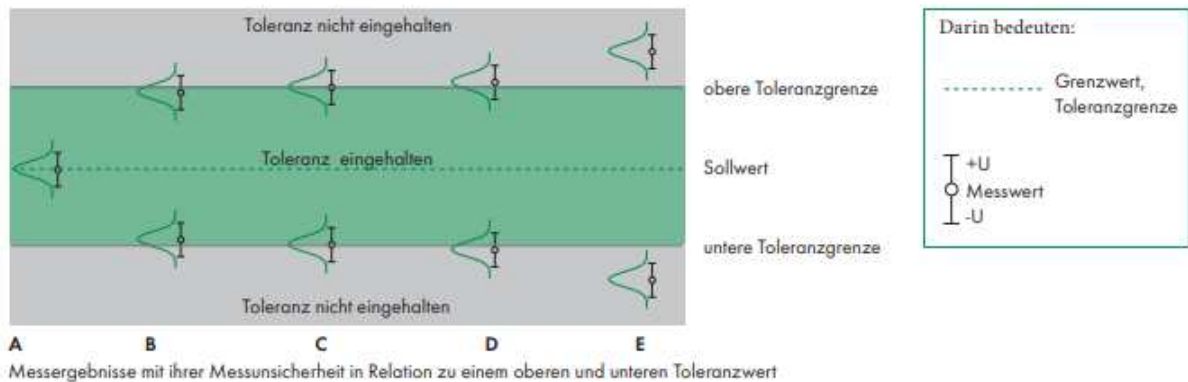 Toleranz nicht eingehalten
obere Toleranzgrenze
Toleranz eingehalten
Sollwert
untere Toleranzgrenze
Toleranz nicht eingehalten
A B C D E
Messergebnisse mit ihrer Messunsicherheit in Relation zu einem oberen und unteren Toleranzwert
Darin bedeuten:
Grenzwert,
Toleranzgrenze
+U
Messwert
-U